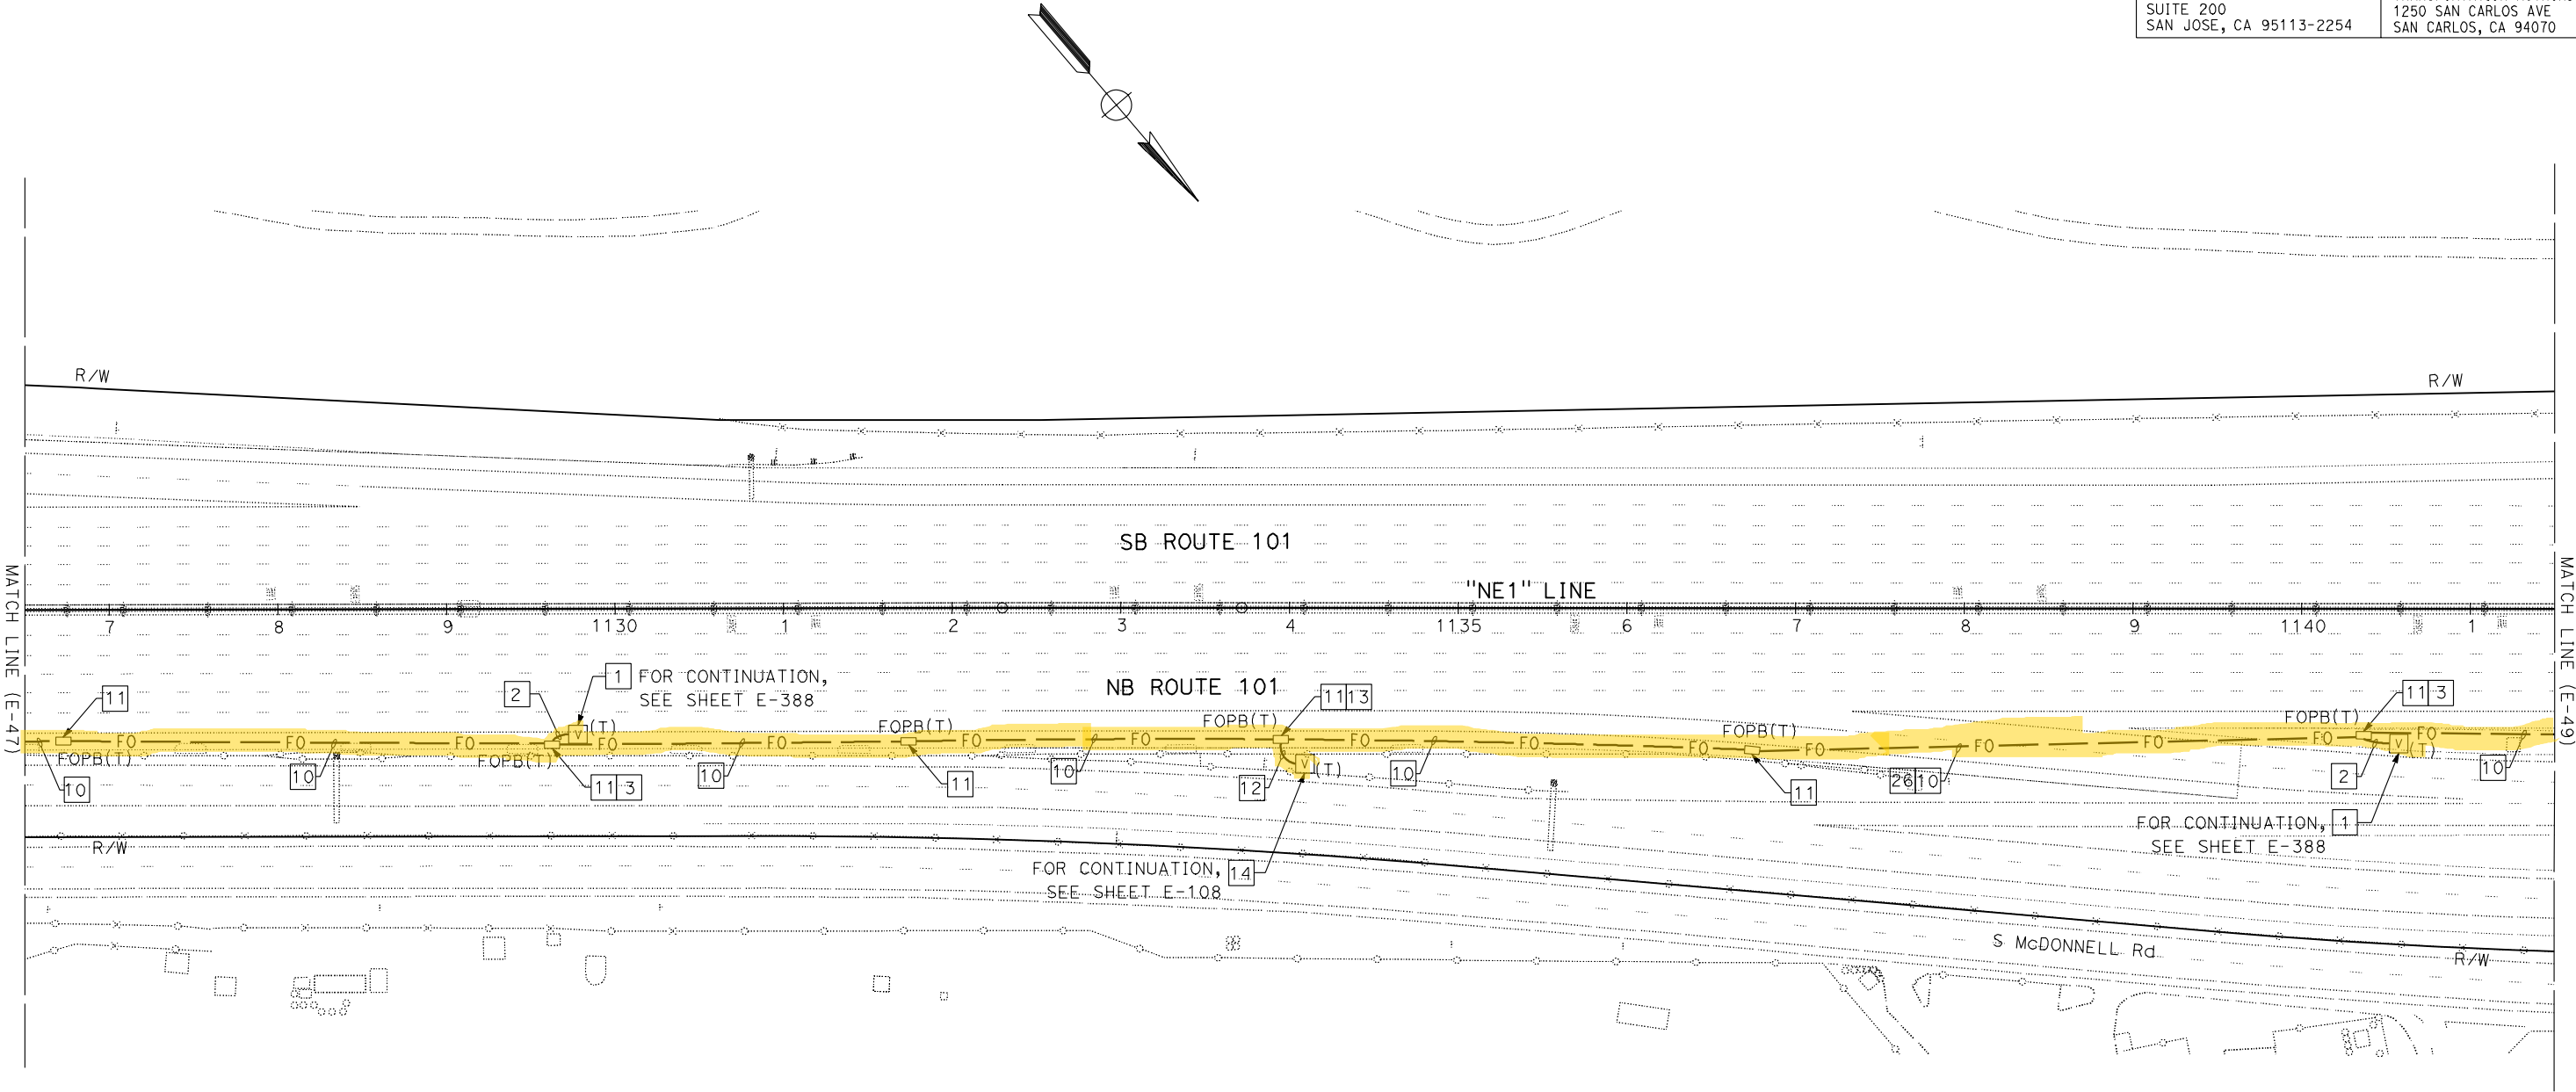 SUITE 200
SAN JOSE, CA 95113-2254
1250 SAN CARLOS AVE
SAN CARLOS, CA 94070
R/W
R/W
SB ROUTE 101
"NE1" LINE
7 8 9 1130 1 2 3 4 1135 6 7 8 9 1140 1
MATCH LINE (E-47)
MATCH LINE (E-49)
1 FOR CONTINUATION,
SEE SHEET E-388
2
11
NB ROUTE 101
11 13
11 3
(T)
FOPB(T)
FOPB(T)
FOPB(T)
FOPB(T)
V
FO FO FO FO FO FO FO FO FO FO FO FO FO FO FO
FOPB(T)
FOPB(T)
V (T)
V (T)
10
10
11 3
10
11
10
12
10
11
26 10
2
10
FOR CONTINUATION, 1
SEE SHEET E-388
R/W
FOR CONTINUATION, 14
SEE SHEET E-108
S McDONNELL Rd
R/W